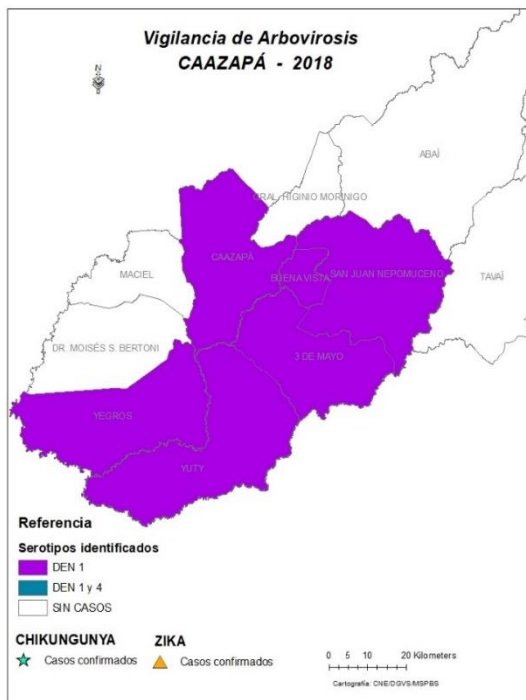 Vigilancia de Arbovirosis
CAAZAPÁ - 2018
N
ABAÍ
GRAL. HIGINIO MORINIGO
CAAZAPÁ
BUENA VISTA
SAN JUAN NEPOMUCENO
TAVAÍ
MACIEL
DR. MOISÉS S. BERTONI
3 DE MAYO
YEGROS
YUTY
Referencia
Serotipos identificados
DEN 1
DEN 1 y 4
SIN CASOS
CHIKUNGUNYA ZIKA
Casos confirmados Casos confirmados
0 5 10 20 Kilometers
Cartografía: CNE/DGVS/MSPBS